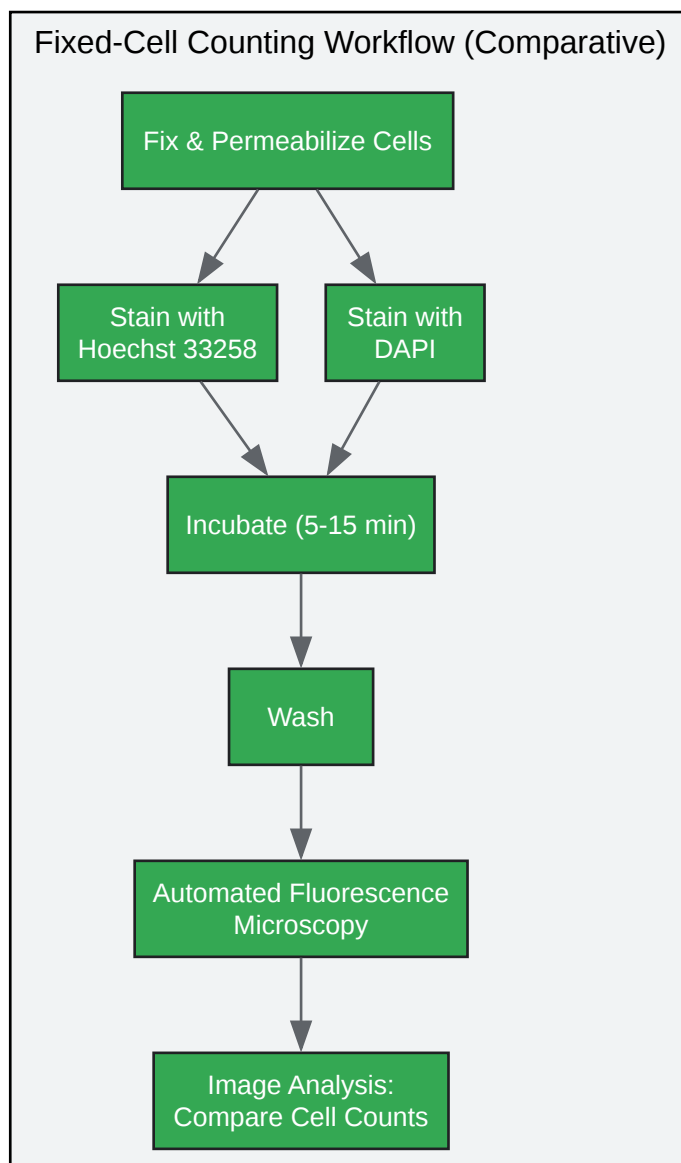 Fixed-Cell Counting Workflow (Comparative)
Fix & Permeabilize Cells
Stain with
Hoechst 33258
Stain with
DAPI
Incubate (5-15 min)
Wash
Automated Fluorescence
Microscopy
Image Analysis:
Compare Cell Counts